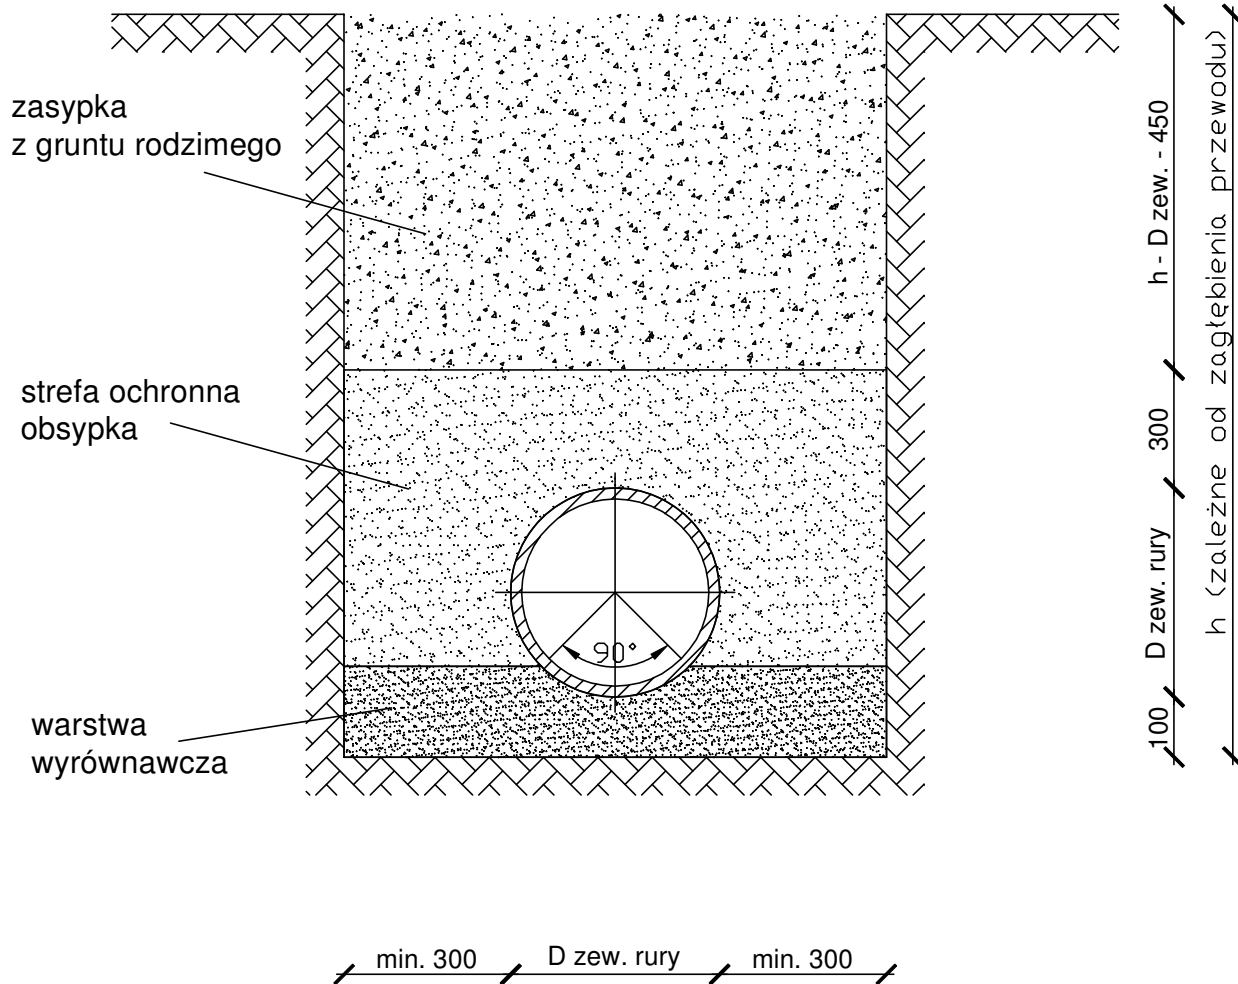 zasypka
z gruntu rodzimego
strefa ochronna
obsypka
warstwa
wyrównawcza
90°
h - D zew. - 450
300
D zew. rury
100
h (zależne od zagłębienia przewodu)
min. 300
D zew. rury
min. 300